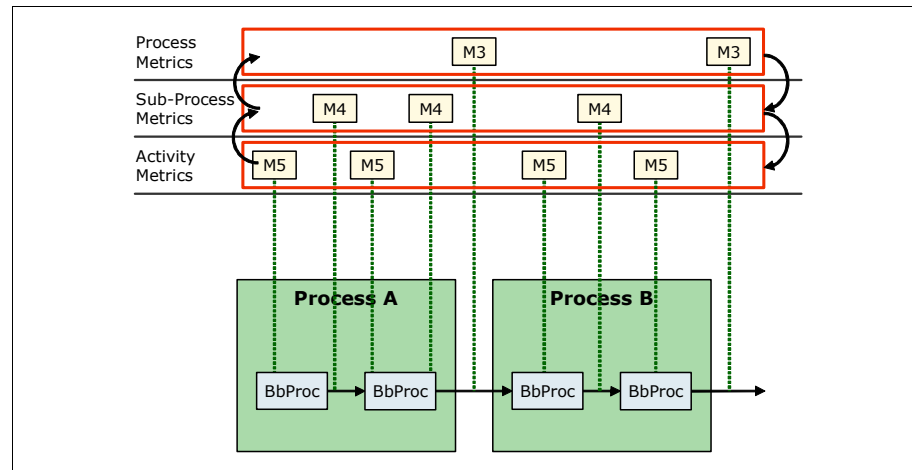 Process
Metrics
M3
M3
Sub-Process
Metrics
M4
M4
M4
Activity
Metrics
M5
M5
M5
M5
Process A
Process B
BbProc
BbProc
BbProc
BbProc